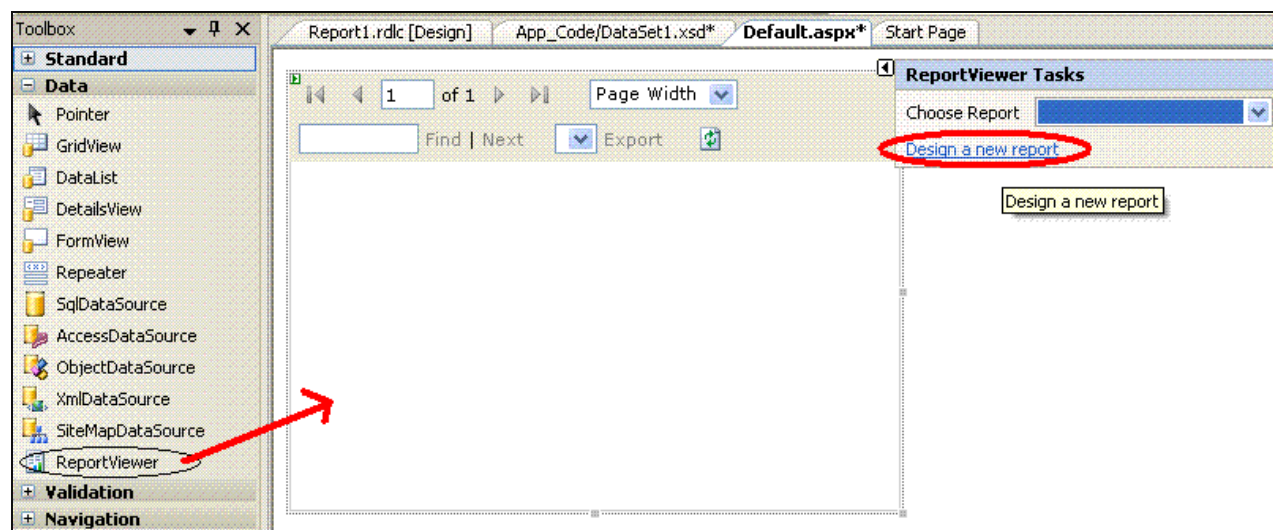 Toolbox
Standard
Data
Pointer
GridView
DataList
DetailsView
FormView
Repeater
SqlDataSource
AccessDataSource
ObjectDataSource
XmlDataSource
SiteMapDataSource
ReportViewer
Validation
Navigation
Report1.rdlc [Design] App_Code/DataSet1.xsd* Default.aspx* Start Page
1 of 1 Page Width
Find | Next Export
ReportViewer Tasks
Choose Report
Design a new report
Design a new report